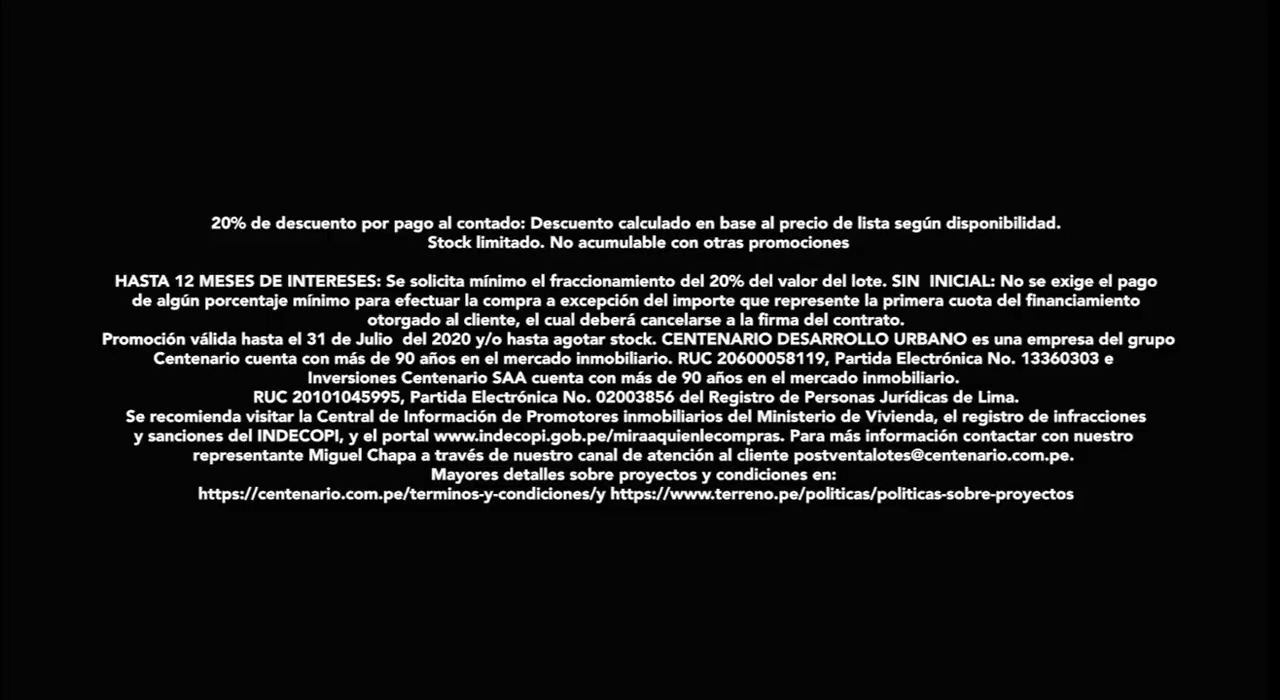 20% de descuento por pago al contado: Descuento calculado en base al precio de lista según disponibilidad.
Stock limitado. No acumulable con otras promociones
HASTA 12 MESES DE INTERESES: Se solicita mínimo el fraccionamiento del 20% del valor del lote. SIN  INICIAL: No se exige el pago
de algún porcentaje mínimo para efectuar la compra a excepción del importe que represente la primera cuota del financiamiento
otorgado al cliente, el cual deberá cancelarse a la firma del contrato.
Promoción válida hasta el 31 de Julio  del 2020 y/o hasta agotar stock. CENTENARIO DESARROLLO URBANO es una empresa del grupo
Centenario cuenta con más de 90 años en el mercado inmobiliario. RUC 20600058119, Partida Electrónica No. 13360303 e
Inversiones Centenario SAA cuenta con más de 90 años en el mercado inmobiliario.
RUC 20101045995, Partida Electrónica No. 02003856 del Registro de Personas Jurídicas de Lima.
Se recomienda visitar la Central de Información de Promotores inmobiliarios del Ministerio de Vivienda, el registro de infracciones
y sanciones del INDECOPI, y el portal www.indecopi.gob.pe/miraaquienlecompras. Para más información contactar con nuestro
representante Miguel Chapa a través de nuestro canal de atención al cliente postventalotes@centenario.com.pe.
Mayores detalles sobre proyectos y condiciones en:
https://centenario.com.pe/terminos-y-condiciones/y https://www.terreno.pe/politicas/politicas-sobre-proyectos